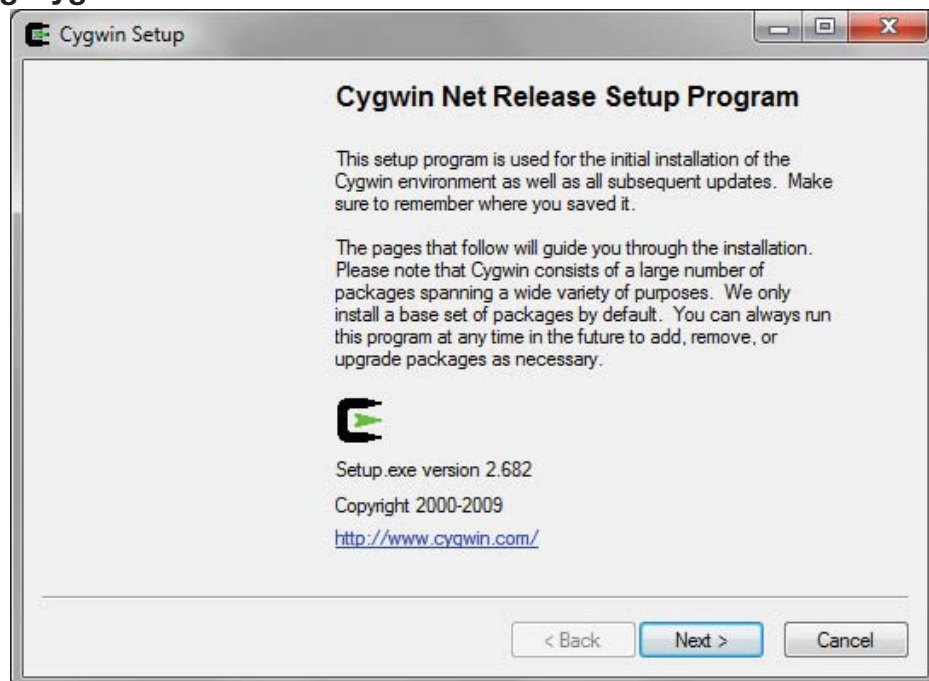 Cygwin Setup
Cygwin Net Release Setup Program
This setup program is used for the initial installation of the
Cygwin environment as well as all subsequent updates.  Make
sure to remember where you saved it.
The pages that follow will guide you through the installation.
Please note that Cygwin consists of a large number of
packages spanning a wide variety of purposes.  We only
install a base set of packages by default.  You can always run
this program at any time in the future to add, remove, or
upgrade packages as necessary.
Setup.exe version 2.682
Copyright 2000-2009
http://www.cygwin.com/
< Back Next > Cancel